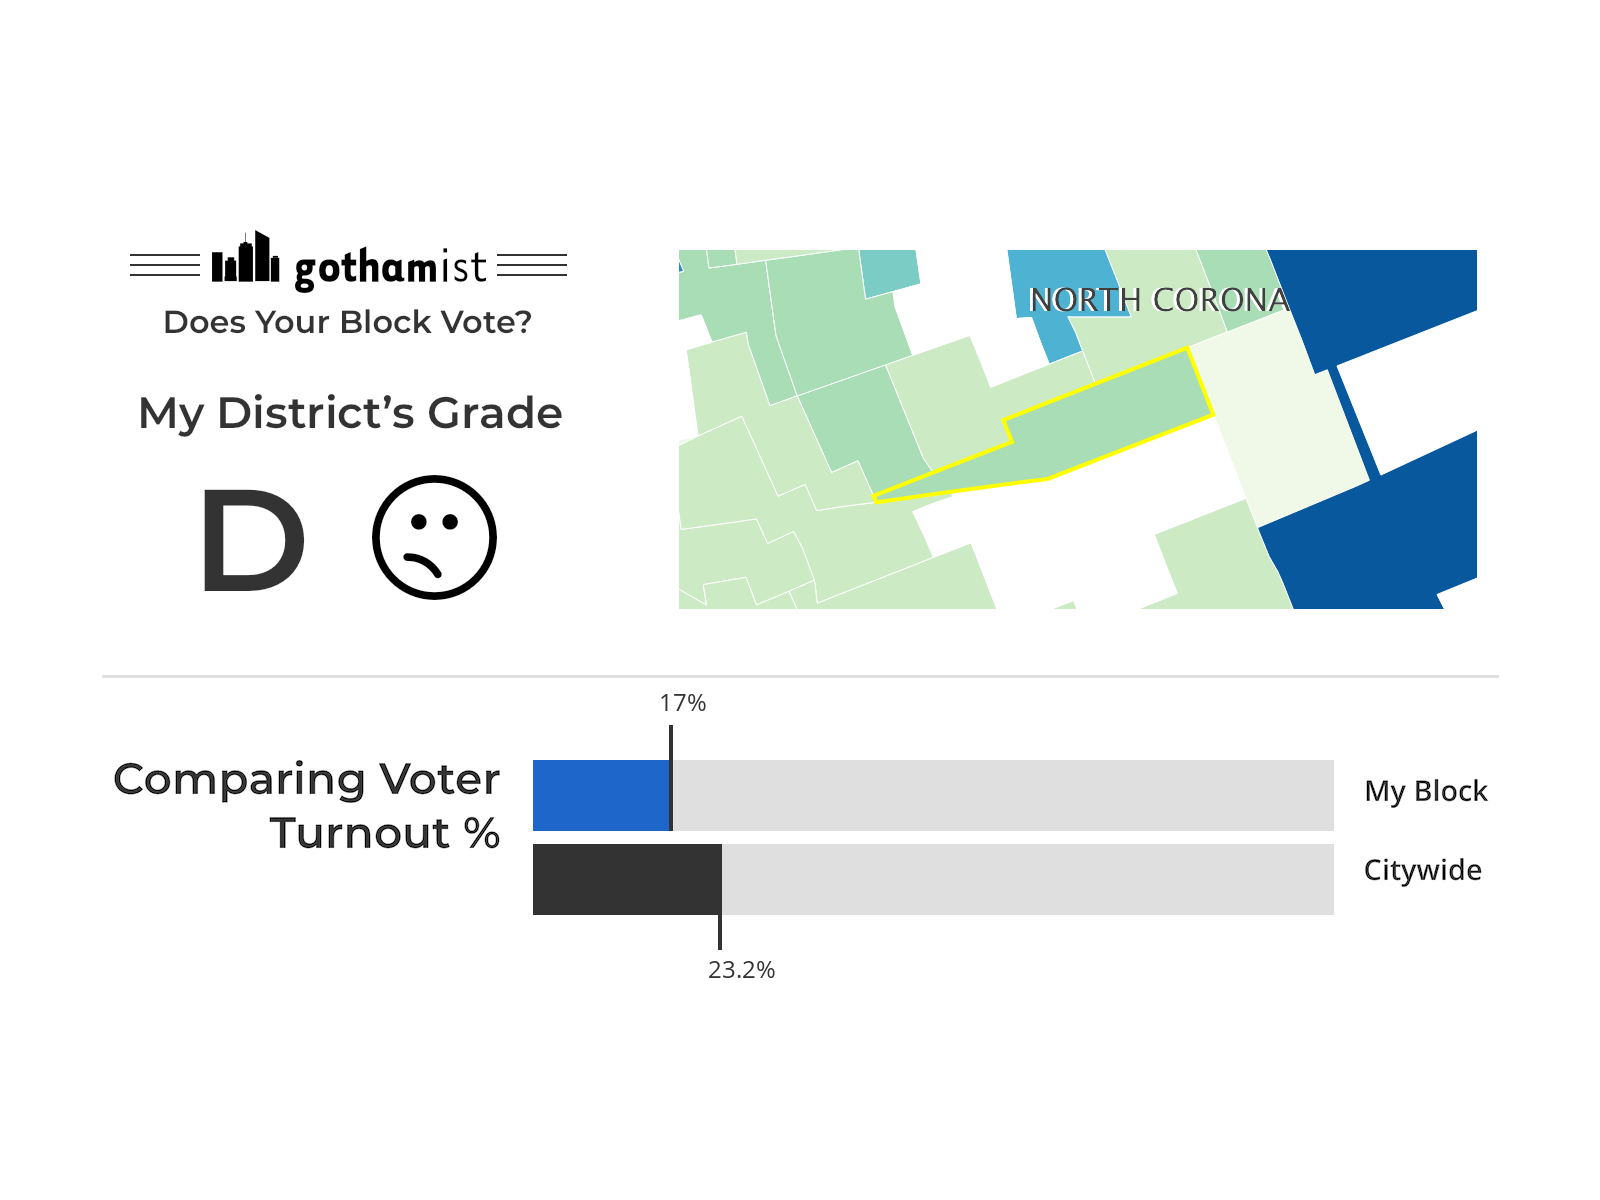 gothamist
Does Your Block Vote?
My District’s Grade
D
NORTH CORONA
17%
Comparing Voter
Turnout %
My Block
Citywide
23.2%